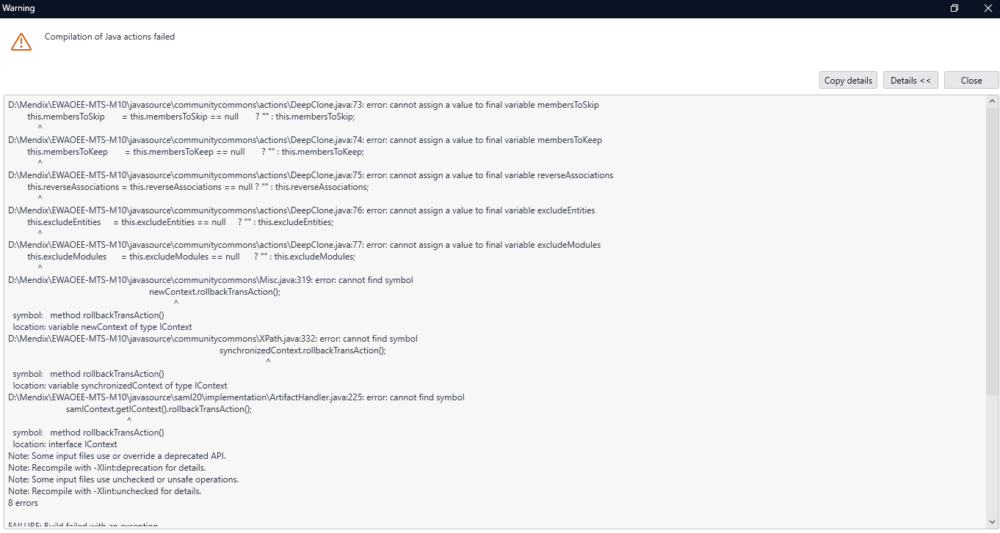 Warning
Compilation of Java actions failed
Copy details
Details <<
Close
D:\Mendix\EWAOEE-MTS-M10\javasource\communitycommons\actions\DeepClone.java:73: error: cannot assign a value to final variable membersToSkip
this.membersToSkip = this.membersToSkip == null ? "" : this.membersToSkip;
^
D:\Mendix\EWAOEE-MTS-M10\javasource\communitycommons\actions\DeepClone.java:74: error: cannot assign a value to final variable membersToKeep
this.membersToKeep = this.membersToKeep == null ? "" : this.membersToKeep;
^
D:\Mendix\EWAOEE-MTS-M10\javasource\communitycommons\actions\DeepClone.java:75: error: cannot assign a value to final variable reverseAssociations
this.reverseAssociations = this.reverseAssociations == null ? "" : this.reverseAssociations;
^
D:\Mendix\EWAOEE-MTS-M10\javasource\communitycommons\actions\DeepClone.java:76: error: cannot assign a value to final variable excludeEntities
this.excludeEntities = this.excludeEntities == null ? "" : this.excludeEntities;
^
D:\Mendix\EWAOEE-MTS-M10\javasource\communitycommons\actions\DeepClone.java:77: error: cannot assign a value to final variable excludeModules
this.excludeModules = this.excludeModules == null ? "" : this.excludeModules;
^
D:\Mendix\EWAOEE-MTS-M10\javasource\communitycommons\Misc.java:319: error: cannot find symbol
newContext.rollbackTransAction();
^
symbol: method rollbackTransAction()
location: variable newContext of type IContext
D:\Mendix\EWAOEE-MTS-M10\javasource\communitycommons\XPath.java:332: error: cannot find symbol
synchronizedContext.rollbackTransAction();
^
symbol: method rollbackTransAction()
location: variable synchronizedContext of type IContext
D:\Mendix\EWAOEE-MTS-M10\javasource\saml20\implementation\ArtifactHandler.java:225: error: cannot find symbol
samlContext.getIContext().rollbackTransAction();
^
symbol: method rollbackTransAction()
location: interface IContext
Note: Some input files use or override a deprecated API.
Note: Recompile with -Xlint:deprecation for details.
Note: Some input files use unchecked or unsafe operations.
Note: Recompile with -Xlint:unchecked for details.
8 errors
FAILURE: Build failed with an exception